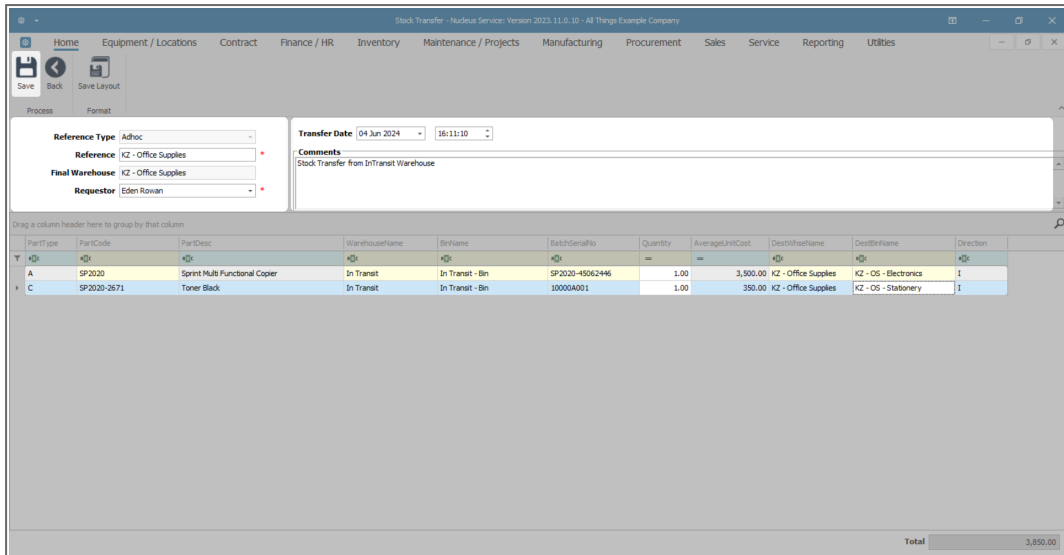 Stock Transfer - Nucleus Service: Version 2023.11.0.10 - All Things Example Company
Home Equipment / Locations Contract Finance / HR Inventory Maintenance / Projects Manufacturing Procurement Sales Service Reporting Utilities
Save Back Save Layout
Process Format
Reference Type Adhoc
Reference KZ - Office Supplies *
Final Warehouse KZ - Office Supplies
Requestor Eden Rowan *
Transfer Date 04 Jun 2024 16:11:10
Comments
Stock Transfer from InTransit Warehouse
Drag a column header here to group by that column
PartType PartCode PartDesc WarehouseName BinName BatchSerialNo Quantity AverageUnitCost DestWhseName DestBinName Direction
A SP2020 Sprint Multi Functional Copier In Transit In Transit - Bin SP2020-45062446 1.00 3,500.00 KZ - Office Supplies KZ - OS - Electronics I
C SP2020-2671 Toner Black In Transit In Transit - Bin 10000A001 1.00 350.00 KZ - Office Supplies KZ - OS - Stationery I
Total 3,850.00